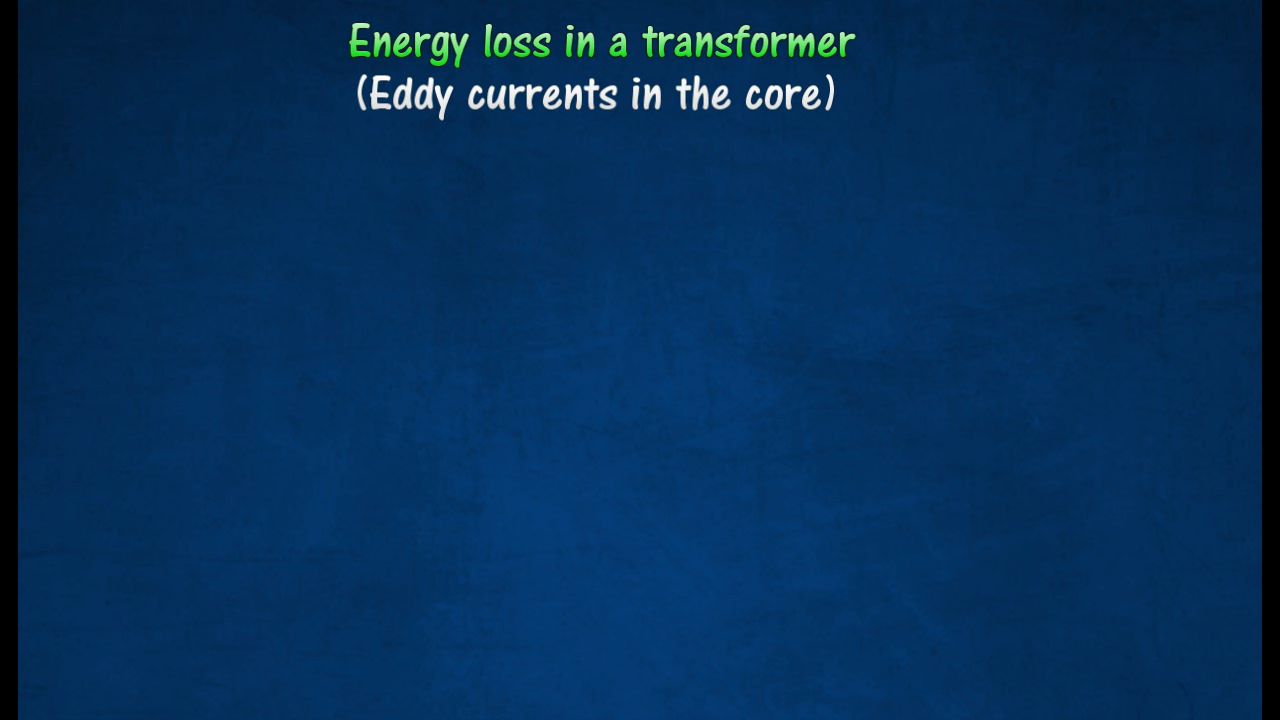 Energy loss in a transformer
(Eddy currents in the core)